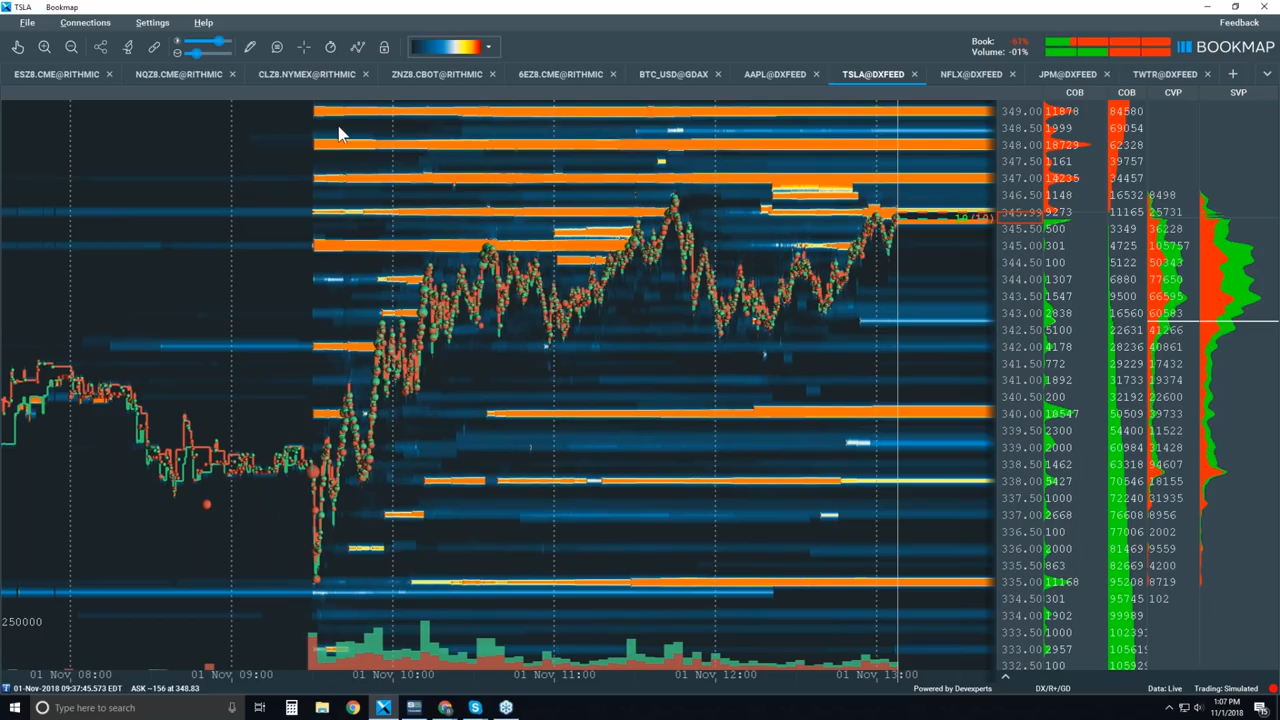 TSLA Bookmap
File Connections Settings Help Feedback
Book: -61%
Volume: -01%
BOOKMAP
ESZ8.CME@RITHMIC NQZ8.CME@RITHMIC CLZ8.NYMEX@RITHMIC ZNZ8.CBOT@RITHMIC 6EZ8.CME@RITHMIC BTC_USD@GDAX AAPL@DXFEED TSLA@DXFEED NFLX@DXFEED JPM@DXFEED TWTR@DXFEED
COB COB CVP SVP
349.00 11878 84580
348.50 1999 69054
348.00 18729 62328
347.50 1161 39757
347.00 14235 34457
346.50 1148 16532 8498
345.99 9273 11165 25731
345.50 500 3349 36228
345.00 301 4725 105757
344.50 100 5122 50343
344.00 1307 6880 77650
343.50 1547 9500 66595
343.00 2838 16560 60583
342.50 5100 22631 41266
342.00 4178 28236 40861
341.50 772 29229 17432
341.00 1892 31733 19374
340.50 200 32192 22600
340.00 18547 50509 39733
339.50 2300 54400 11522
339.00 2000 60984 31428
338.50 1462 63318 94607
338.00 5427 70546 18155
337.50 1000 72240 31935
337.00 2668 76608 8956
336.50 100 77006 2002
336.00 2000 81469 9559
335.50 863 82669 4200
335.00 11168 95208 8719
334.50 301 95745 102
334.00 1902 99989
333.50 1000 102391
333.00 2957 105619
332.50 100 105929
250000
01 Nov 08:00 01 Nov 09:00 01 Nov 10:00 01 Nov 11:00 01 Nov 12:00 01 Nov 13:00
01-Nov-2018 09:37:45.573 EDT ASK ~156 at 348.83 Powered by Devexperts DX/R+/GD Data: Live Trading: Simulated
Type here to search
1:07 PM
11/1/2018
15